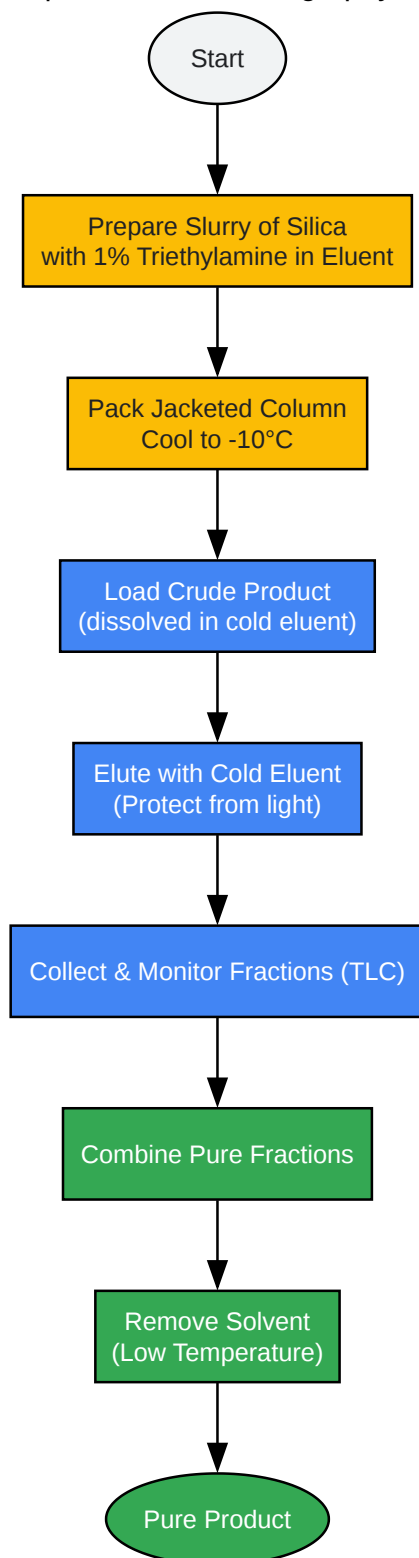 Start
Prepare Slurry of Silica
with 1% Triethylamine in Eluent
Pack Jacketed Column
Cool to -10°C
Load Crude Product
(dissolved in cold eluent)
Elute with Cold Eluent
(Protect from light)
Collect & Monitor Fractions (TLC)
Combine Pure Fractions
Remove Solvent
(Low Temperature)
Pure Product